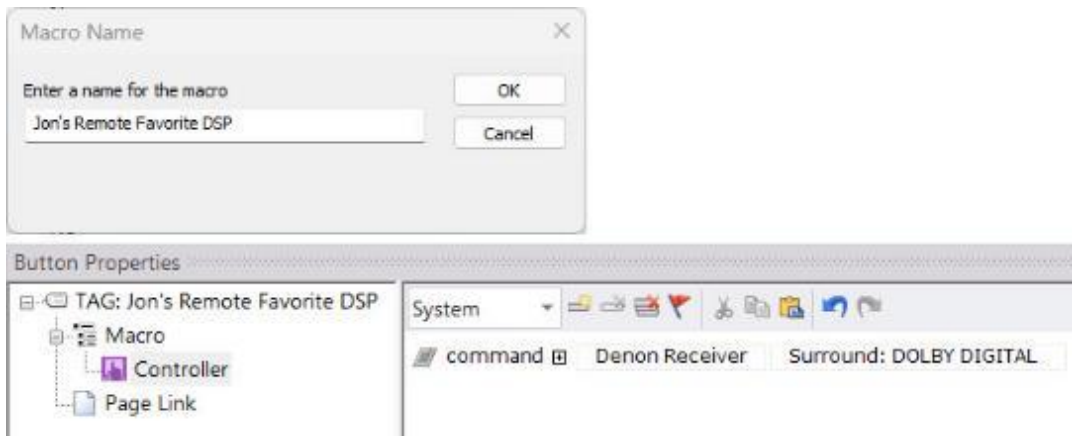 Macro Name
Enter a name for the macro
OK
Jon's Remote Favorite DSP
Cancel
Button Properties
TAG: Jon's Remote Favorite DSP
System
Macro
command Denon Receiver Surround: DOLBY DIGITAL
Controller
Page Link